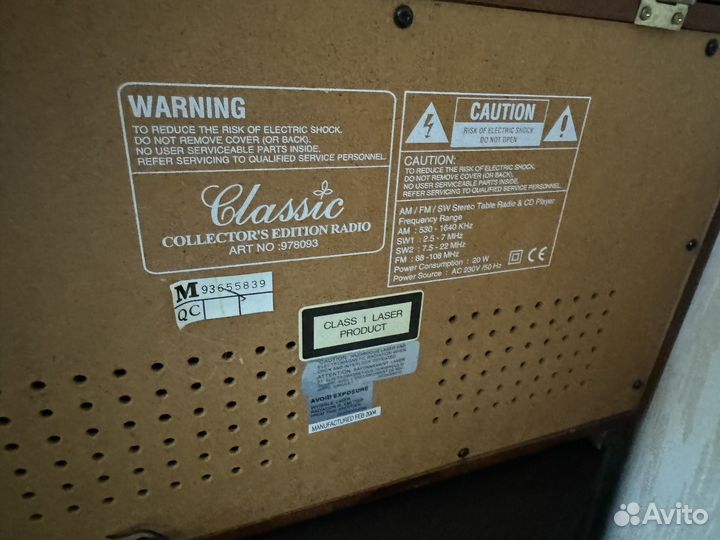 WARNING
TO REDUCE THE RISK OF ELECTRIC SHOCK.
DO NOT REMOVE COVER (OR BACK).
NO USER SERVICEABLE PARTS INSIDE.
REFER SERVICING TO QUALIFIED SERVICE PERSONNEL.
Classic
COLLECTOR'S EDITION RADIO
ART NO :978093
CAUTION
RISK OF ELECTRIC SHOCK
DO NOT OPEN
CAUTION:
TO REDUCE THE RISK OF ELECTRIC SHOCK.
DO NOT REMOVE COVER (OR BACK).
NO USER SERVICEABLE PARTS INSIDE.
REFER SERVICING TO QUALIFIED SERVICE PERSONNEL.
AM / FM / SW Stereo Table Radio & CD Player
Frequency Range
AM : 530 - 1640 KHz
SW1 : 2.5 - 7 MHz
SW2 : 7.5 - 22 MHz
FM : 88-108 MHz
Power Consumption : 20 W
Power Source : AC 230V /50 Hz
CE
M 93655839
QC
CLASS 1 LASER
PRODUCT
AVOID EXPOSURE
MANUFACTURED FEB 2004
Avito